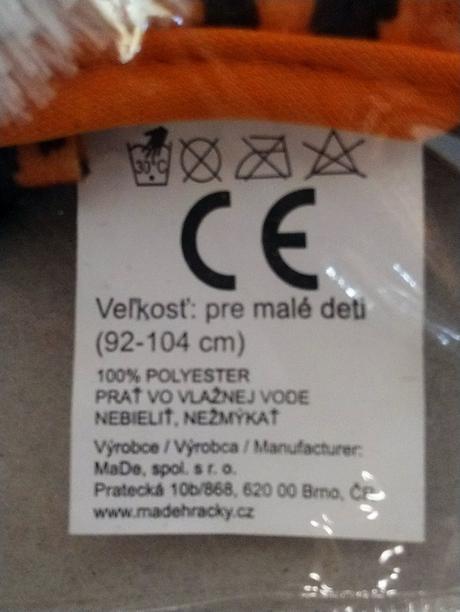 30°C
CE
Veľkosť: pre malé deti
(92-104 cm)
100% POLYESTER
PRAŤ VO VLAŽNEJ VODE
NEBIELIŤ, NEŽMÝKAŤ
Výrobce / Výrobca / Manufacturer:
MaDe, spol. s r. o.
Pratecká 10b/868, 620 00 Brno, ČR
www.madehracky.cz